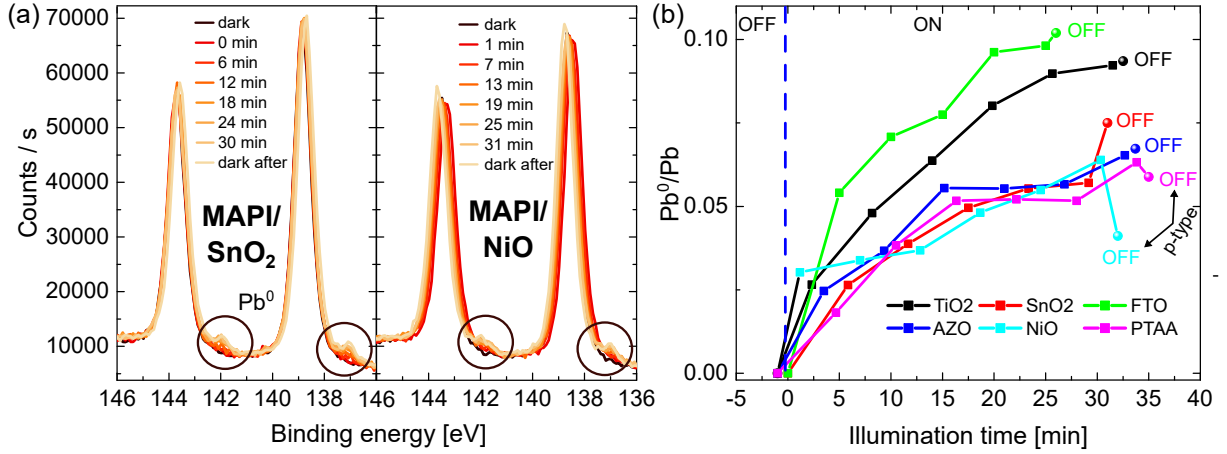 (a)
70000
60000
50000
40000
30000
20000
10000
Counts / s
dark
0 min
6 min
12 min
18 min
24 min
30 min
dark after
MAPI/
SnO₂
Pb⁰
dark
1 min
7 min
13 min
19 min
25 min
31 min
dark after
MAPI/
NiO
146 144 142 140 138 146 144 142 140 138 136
Binding energy [eV]
(b)
OFF
ON
0.10
0.05
0.00
Pb⁰/Pb
OFF
OFF
OFF
OFF
OFF
OFF
p-type
TiO2 SnO2 FTO
AZO NiO PTAA
-5 0 5 10 15 20 25 30 35 40
Illumination time [min]